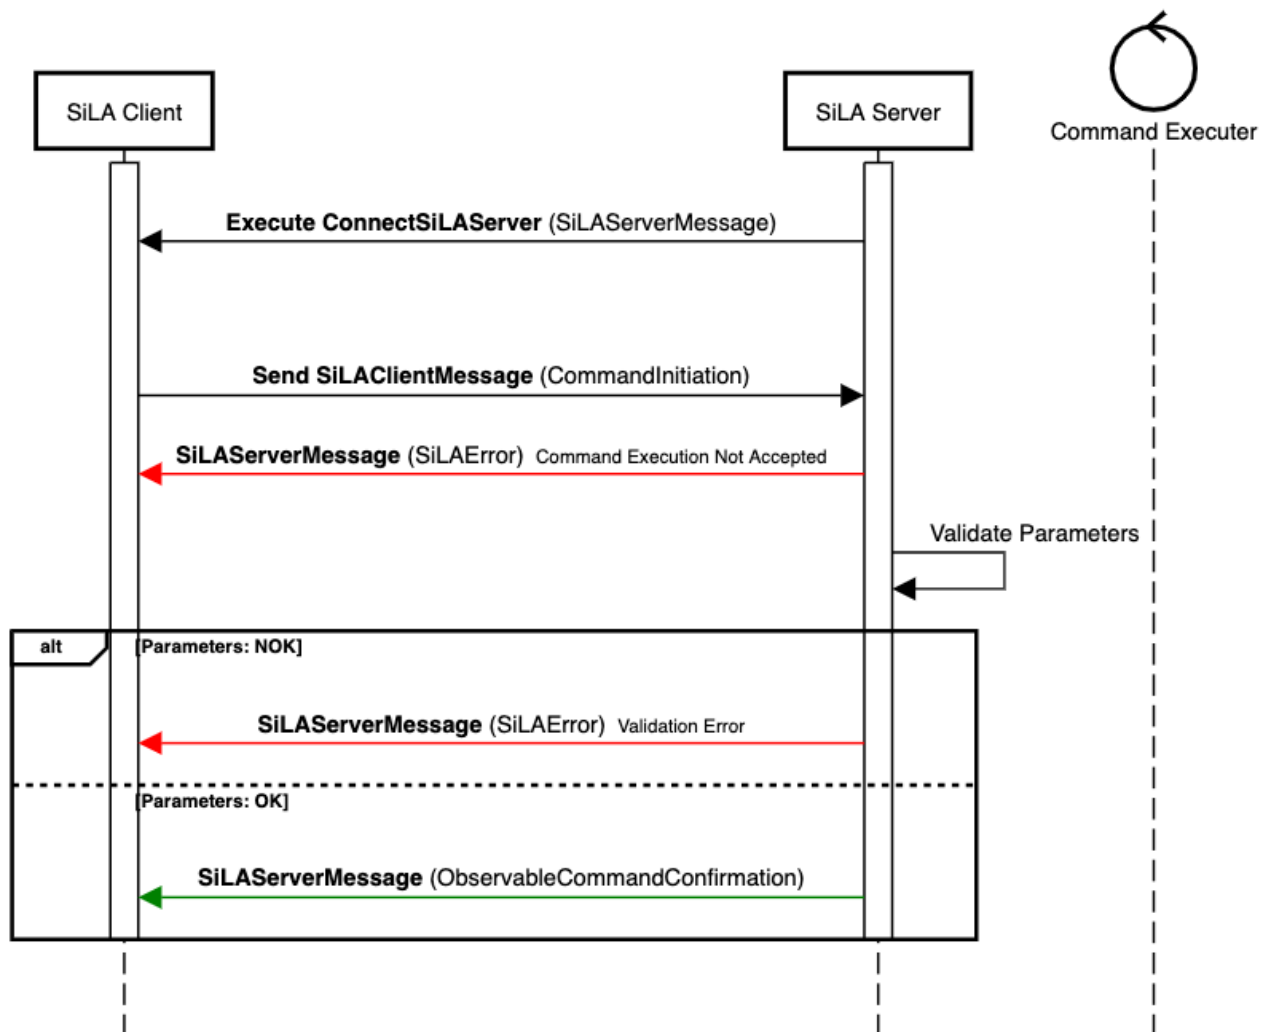 SiLA Client
SiLA Server
Command Executer
Execute ConnectSiLAServer (SiLAServerMessage)
Send SiLAClientMessage (CommandInitiation)
SiLAServerMessage (SiLAError) Command Execution Not Accepted
Validate Parameters
alt [Parameters: NOK]
SiLAServerMessage (SiLAError) Validation Error
[Parameters: OK]
SiLAServerMessage (ObservableCommandConfirmation)